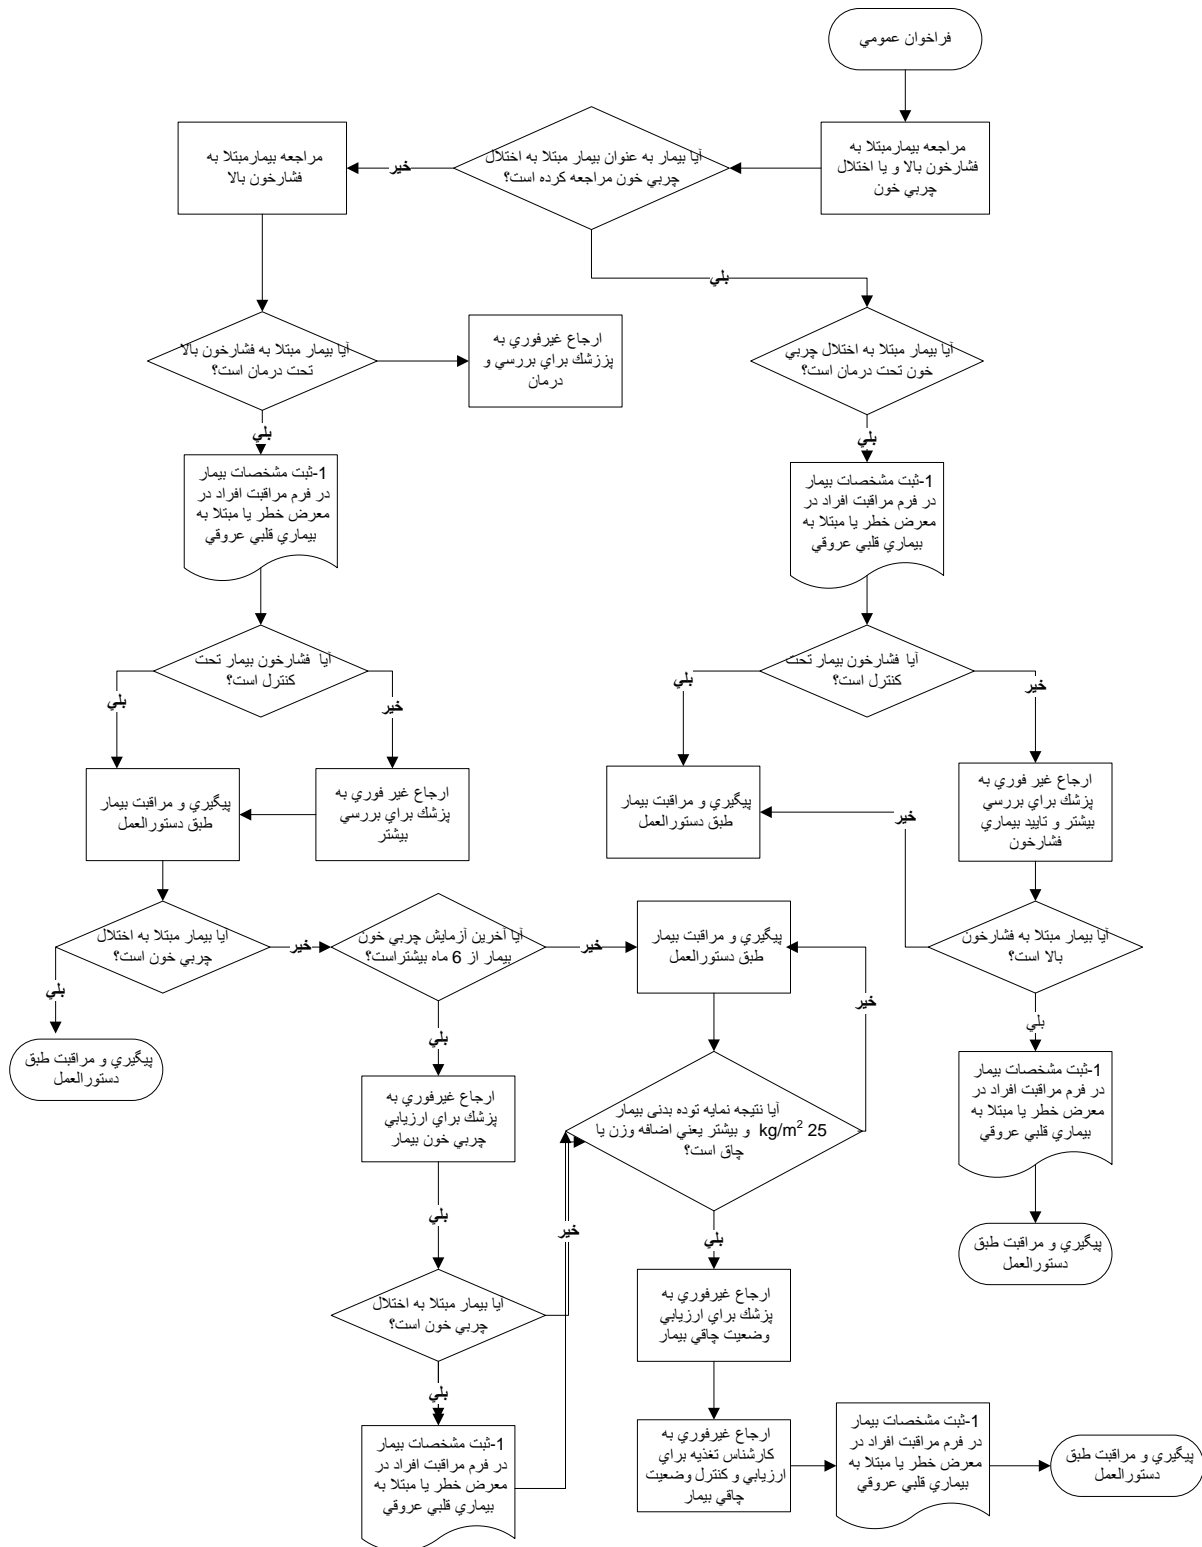 فراخوان عمومي
مراجعه بيمارمبتلا به
فشارخون بالا و يا اختلال
چربي خون
آيا بيمار به عنوان بيمار مبتلا به اختلال
چربي خون مراجعه كرده است؟
خير
مراجعه بيمارمبتلا به
فشارخون بالا
بلي
آيا بيمار مبتلا به اختلال چربي
خون تحت درمان است؟
ارجاع غيرفوري به
پززشك براي بررسي و
درمان
آيا بيمار مبتلا به فشارخون بالا
تحت درمان است؟
بلي
بلي
1-ثبت مشخصات بيمار
در فرم مراقبت افراد در
معرض خطر يا مبتلا به
بيماري قلبي عروقي
1-ثبت مشخصات بيمار
در فرم مراقبت افراد در
معرض خطر يا مبتلا به
بيماري قلبي عروقي
آيا فشارخون بيمار تحت
كنترل است؟
آيا فشارخون بيمار تحت
كنترل است؟
خير
بلي
خير
بلي
ارجاع غير فوري به
پزشك براي بررسي
بيشتر و تاييد بيماري
فشارخون
پيگيري و مراقبت بيمار
طبق دستورالعمل
ارجاع غير فوري به
پزشك براي بررسي
بيشتر
پيگيري و مراقبت بيمار
طبق دستورالعمل
خير
آيا بيمار مبتلا به فشارخون
بالا است؟
پيگيري و مراقبت بيمار
طبق دستورالعمل
خير
آيا آخرين آزمايش چربي خون
بيمار از 6 ماه بيشتراست؟
خير
ايا بيمار مبتلا به اختلال
چربي خون است؟
خير
بلي
بلي
بلي
1-ثبت مشخصات بيمار
در فرم مراقبت افراد در
معرض خطر يا مبتلا به
بيماري قلبي عروقي
پيگيري و مراقبت طبق
دستورالعمل
آيا نتيجه نمايه توده بدنى بيمار
25 kg/m² و بيشتر يعني اضافه وزن يا
چاق است؟
ارجاع غيرفوري به
پزشك براي ارزيابي
چربي خون بيمار
بلي
خير
بلي
پيگيري و مراقبت طبق
دستورالعمل
ارجاع غيرفوري به
پزشك براي ارزيابي
وضعيت چاقي بيمار
ايا بيمار مبتلا به اختلال
چربي خون است؟
بلي
ارجاع غيرفوري به
كارشناس تغذيه براي
ارزيابي و كنترل وضعيت
چاقي بيمار
1-ثبت مشخصات بيمار
در فرم مراقبت افراد در
معرض خطر يا مبتلا به
بيماري قلبي عروقي
پيگيري و مراقبت طبق
دستورالعمل
1-ثبت مشخصات بيمار
در فرم مراقبت افراد در
معرض خطر يا مبتلا به
بيماري قلبي عروقي